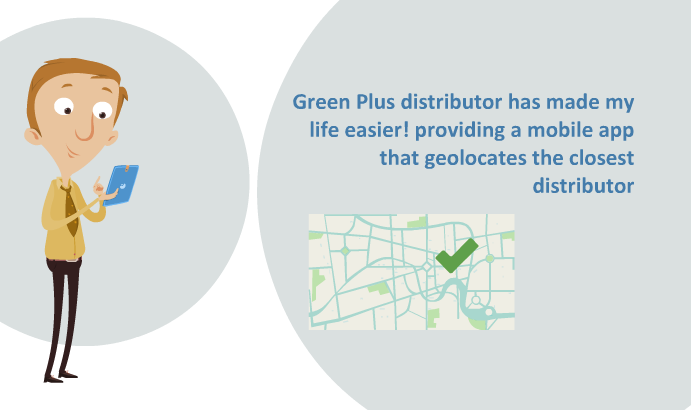 Green Plus distributor has made my
life easier! providing a mobile app
that geolocates the closest
distributor